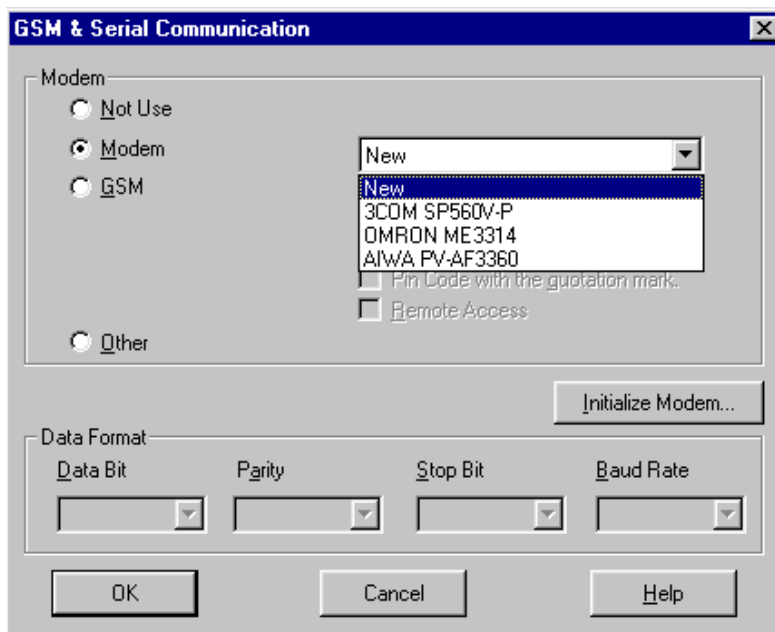 GSM & Serial Communication
Modem
Not Use
Modem
New
GSM
New
3COM SP560V-P
OMRON ME3314
AIWA PV-AF3360
Pin Code with the guotation mark.
Remote Access
Other
Initialize Modem...
Data Format
Data Bit Parity Stop Bit Baud Rate
OK Cancel Help